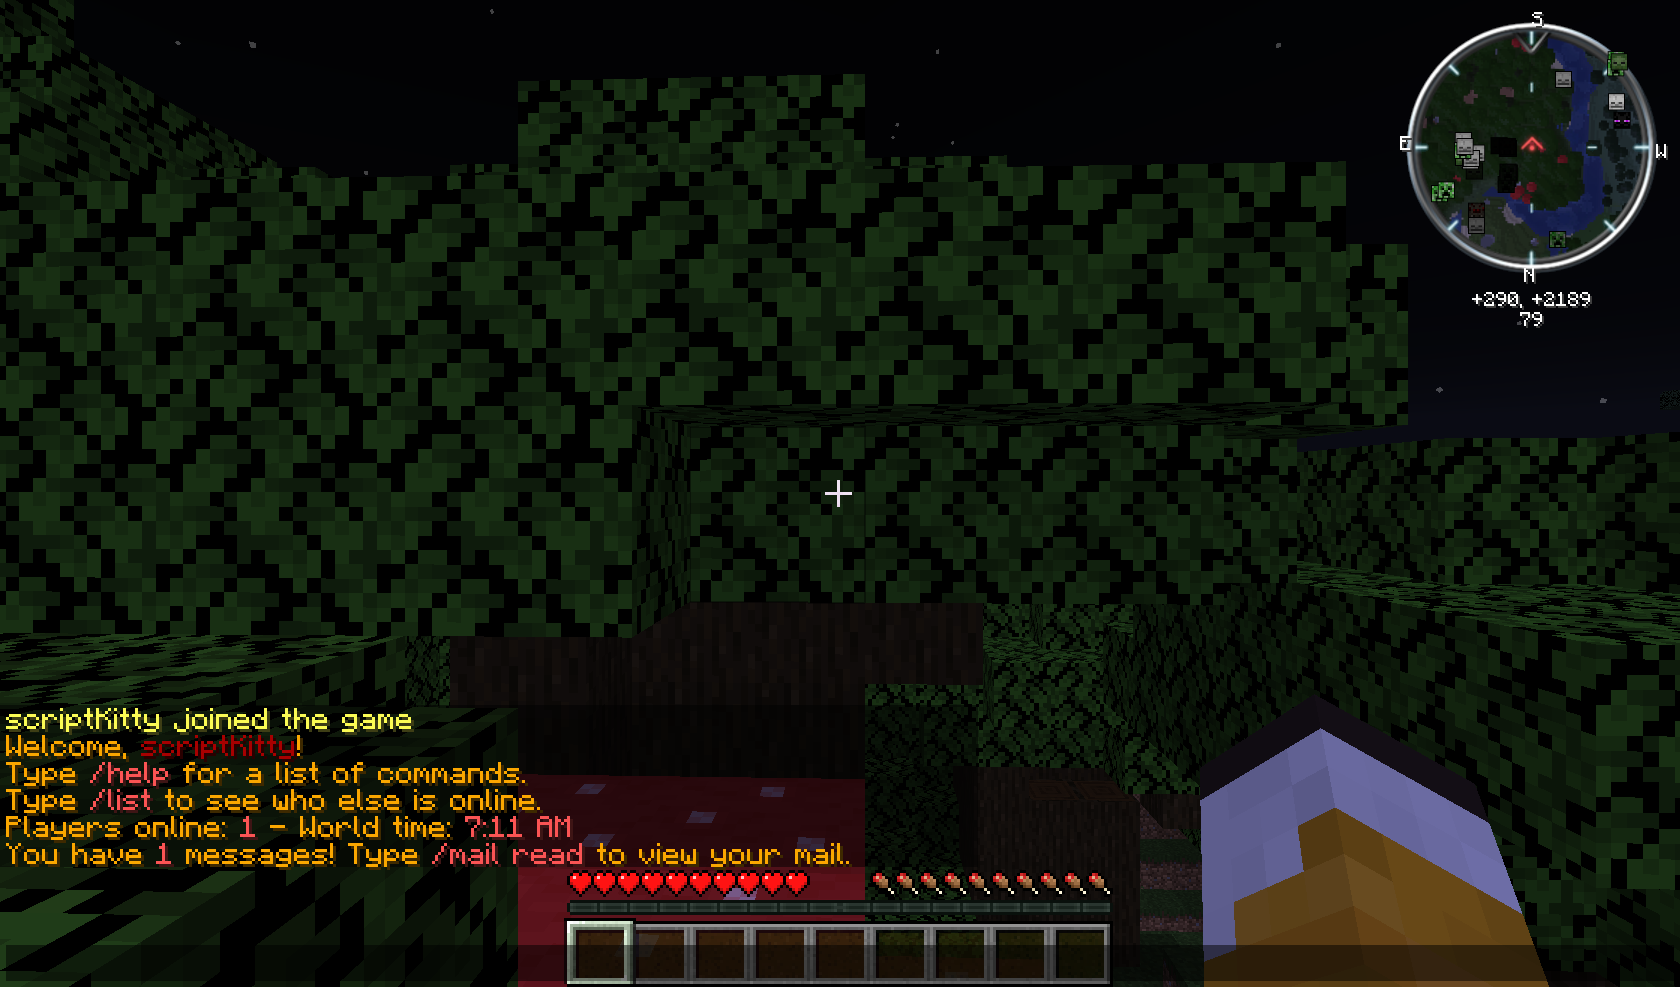 S
E
W
N
+290, +2189
79
scriptKitty joined the game
Welcome, scriptKitty!
Type /help for a list of commands.
Type /list to see who else is online.
Players online: 1 - World time: 7:11 AM
You have 1 messages! Type /mail read to view your mail.